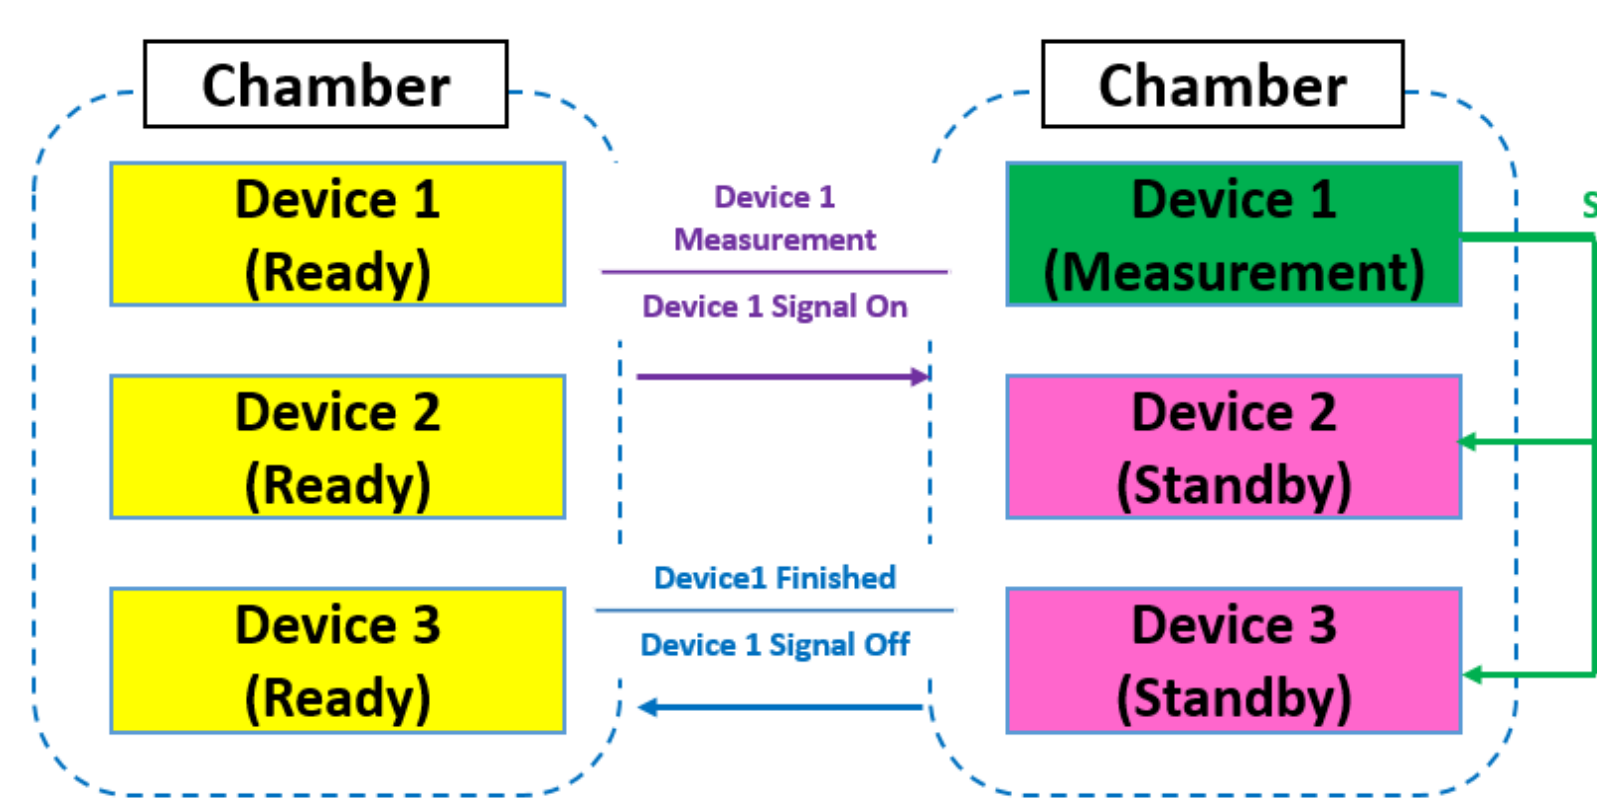 Chamber
Device 1
(Ready)
Device 2
(Ready)
Device 3
(Ready)
Device 1
Measurement
Device 1 Signal On
Device1 Finished
Device 1 Signal Off
Chamber
Device 1
(Measurement)
Device 2
(Standby)
Device 3
(Standby)